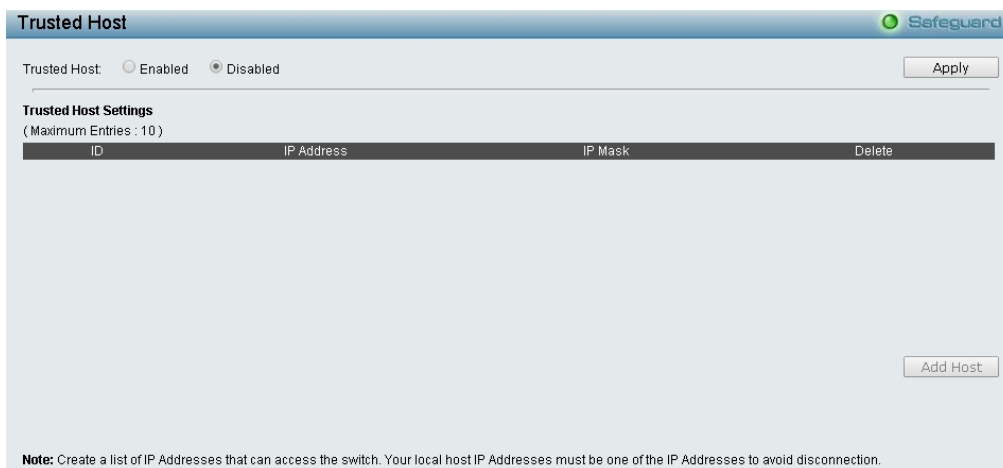 Trusted Host
Safeguard
Trusted Host: Enabled Disabled Apply
Trusted Host Settings
( Maximum Entries : 10 )
ID IP Address IP Mask Delete
Add Host
Note: Create a list of IP Addresses that can access the switch. Your local host IP Addresses must be one of the IP Addresses to avoid disconnection.